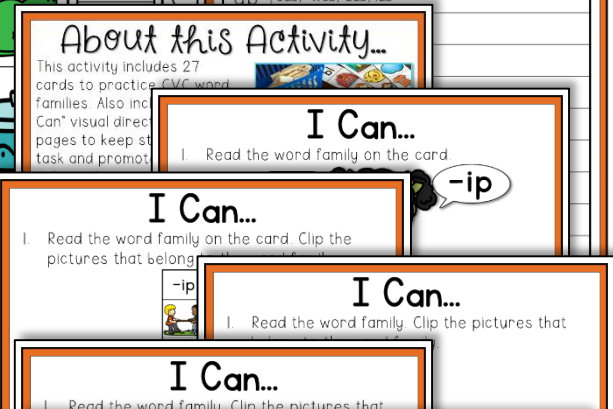 About this Activity...
This activity includes 27
cards to practice CVC word
families. Also incl
Can" visual direct
pages to keep st
task and promot
I Can...
1. Read the word family on the card.
-ip
I Can...
1. Read the word family on the card. Clip the
pictures that belong
-ip
I Can...
1. Read the word family. Clip the pictures that
I Can...
1. Read the word family. Clip the pictures that